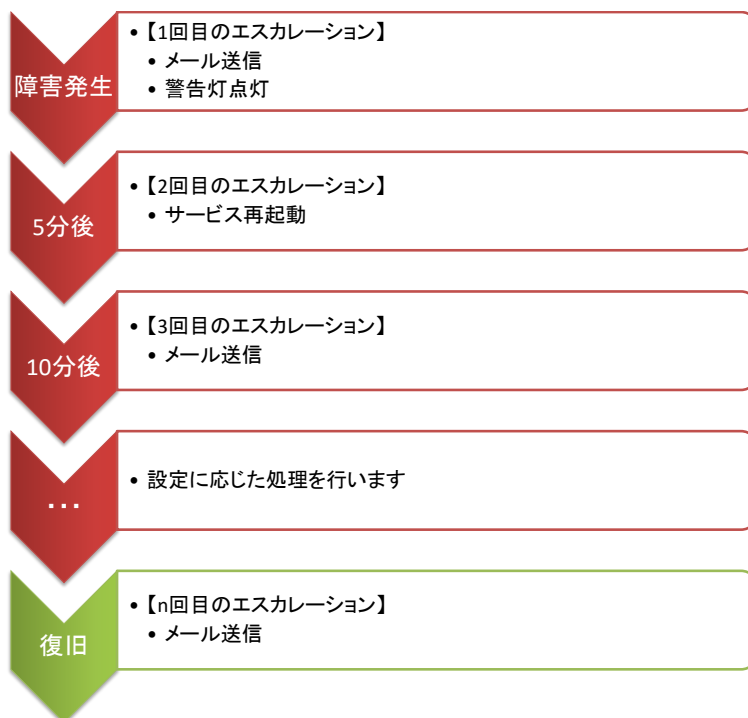 障害発生
• 【1回目のエスカレーション】
• メール送信
• 警告灯点灯
5分後
• 【2回目のエスカレーション】
• サービス再起動
10分後
• 【3回目のエスカレーション】
• メール送信
...
• 設定に応じた処理を行います
復旧
• 【n回目のエスカレーション】
• メール送信